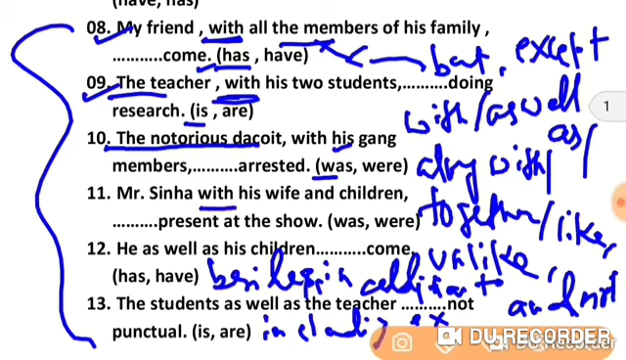 (have, has)
08. My friend , with all the members of his family ,
..........come. (has , have)
but, except
09. The teacher , with his two students,..........doing
research. (is , are)
with/as well as/
10. The notorious dacoit, with his gang
members,..........arrested. (was, were)
along with/
11. Mr. Sinha with his wife and children,
..........present at the show. (was, were)
together/like,
12. He as well as his children..........come.
(has, have)
unlike,
besides, in addition to
and not
13. The students as well as the teacher ..........not
punctual. (is, are)
including ex
1
DU RECORDER